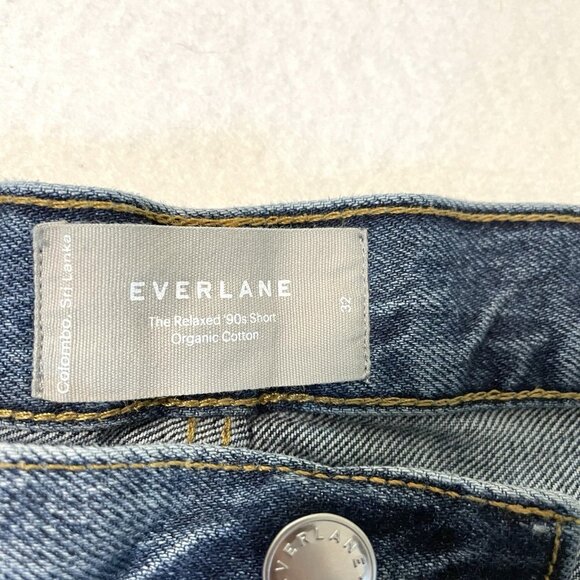 Colombo, Sri Lanka
EVERLANE
The Relaxed '90s Short
Organic Cotton
32
EVERLANE